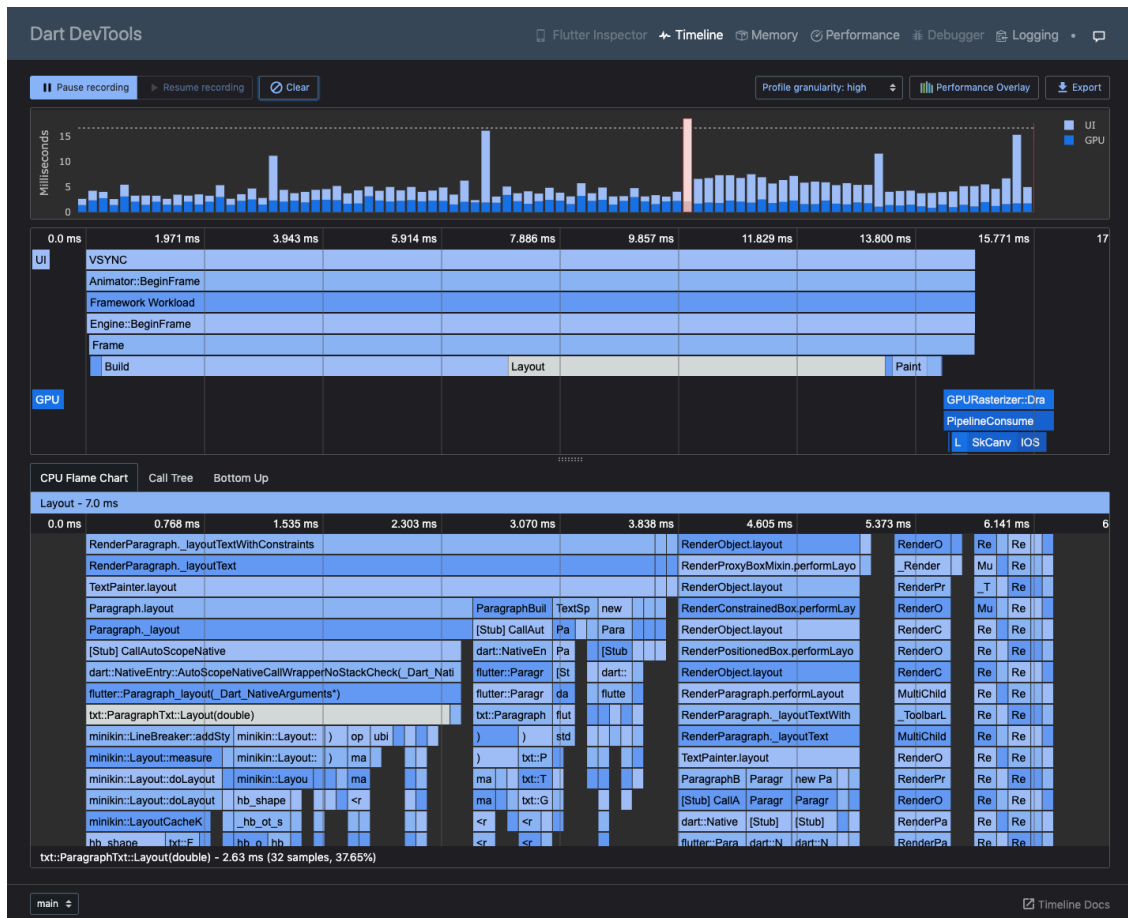 Dart DevTools
Flutter Inspector Timeline Memory Performance Debugger Logging
Pause recording Resume recording Clear Profile granularity: high Performance Overlay Export
Milliseconds
15
10
5
0
UI
GPU
0.0 ms 1.971 ms 3.943 ms 5.914 ms 7.886 ms 9.857 ms 11.829 ms 13.800 ms 15.771 ms 17
UI VSYNC
Animator::BeginFrame
Framework Workload
Engine::BeginFrame
Frame
Build Layout Paint
GPU GPURasterizer::Dra
PipelineConsume
L SkCanv IOS
CPU Flame Chart Call Tree Bottom Up
Layout - 7.0 ms
0.0 ms 0.768 ms 1.535 ms 2.303 ms 3.070 ms 3.838 ms 4.605 ms 5.373 ms 6.141 ms 6
RenderParagraph._layoutTextWithConstraints RenderObject.layout RenderO Re Re
RenderParagraph._layoutText RenderProxyBoxMixin.performLayo _Render Mu Re
TextPainter.layout RenderObject.layout RenderPr _T Re
Paragraph.layout ParagraphBuil TextSp new RenderConstrainedBox.performLay RenderO Mu Re
Paragraph._layout [Stub] CallAut Pa Para RenderObject.layout RenderC Re Re
[Stub] CallAutoScopeNative dart::NativeEn Pa [Stub RenderPositionedBox.performLayo RenderO Re Re
dart::NativeEntry::AutoScopeNativeCallWrapperNoStackCheck(_Dart_Nati flutter::Paragr [St dart:: RenderObject.layout RenderC Re Re
flutter::Paragraph_layout(_Dart_NativeArguments*) flutter::Paragr da flutte RenderParagraph.performLayout MultiChild Re Re
txt::ParagraphTxt::Layout(double) txt::Paragraph flut RenderParagraph._layoutTextWith _ToolbarL Re Re
minikin::LineBreaker::addSty minikin::Layout:: ) op ubi ) ) std RenderParagraph._layoutText MultiChild Re Re
minikin::Layout::measure minikin::Layout:: ) ma ) txt::P TextPainter.layout RenderO Re Re
minikin::Layout::doLayout minikin::Layou ma ma txt::T ParagraphB Paragr new Pa RenderPr Re Re
minikin::Layout::doLayout hb_shape <r ma txt::G [Stub] CallA Paragr Paragr RenderO Re Re
minikin::LayoutCacheK _hb_ot_s <r <r dart::Native [Stub] [Stub] RenderPa Re Re
hb_shape txt::F hb_o hb <r <r flutter::Para dart::N dart::N RenderPa Re Re
txt::ParagraphTxt::Layout(double) - 2.63 ms (32 samples, 37.65%)
main Timeline Docs